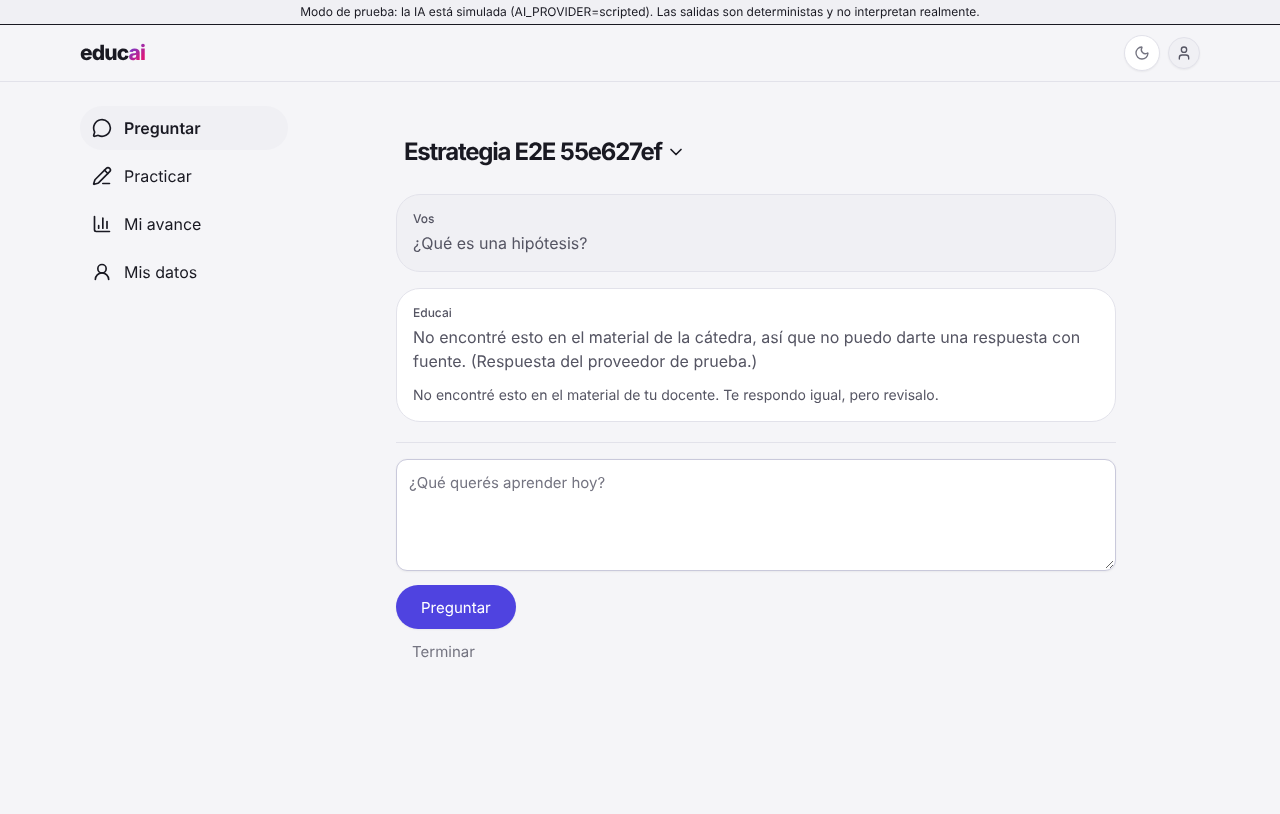 Modo de prueba: la IA está simulada (AI_PROVIDER=scripted). Las salidas son deterministas y no interpretan realmente.
educai
Preguntar
Practicar
Mi avance
Mis datos
Estrategia E2E 55e627ef
Vos
¿Qué es una hipótesis?
Educai
No encontré esto en el material de la cátedra, así que no puedo darte una respuesta con
fuente. (Respuesta del proveedor de prueba.)
No encontré esto en el material de tu docente. Te respondo igual, pero revisalo.
¿Qué querés aprender hoy?
Preguntar
Terminar